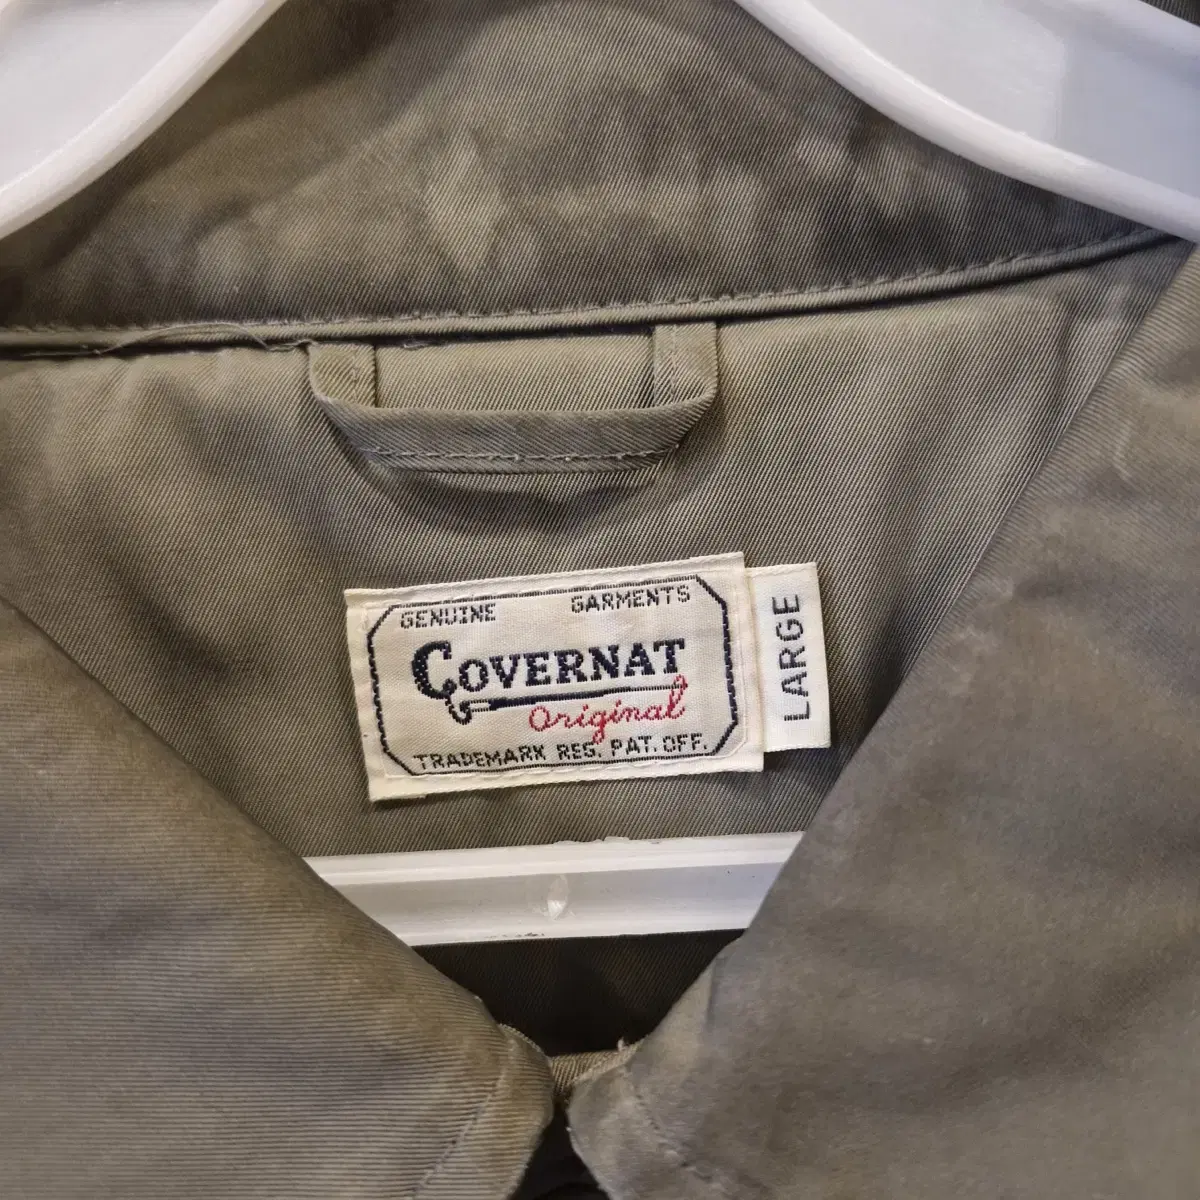 GENUINE GARMENTS
COVERNAT
Original
TRADEMARK REG. PAT. OFF.
LARGE